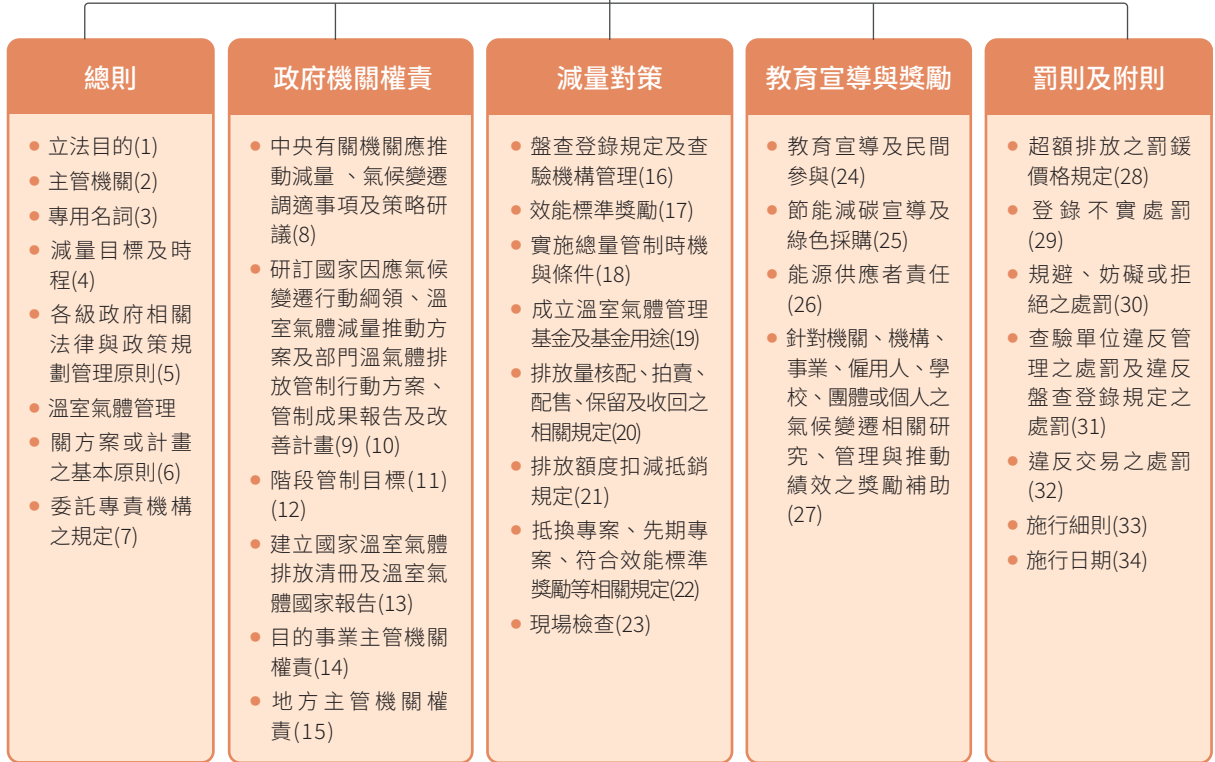 總則
立法目的(1)
主管機關(2)
專用名詞(3)
減量目標及時
程(4)
各級政府相關
法律與政策規
劃管理原則(5)
溫室氣體管理
關方案或計畫
之基本原則(6)
委託專責機構
之規定(7)
政府機關權責
中央有關機關應推
動減量 、氣候變遷
調適事項及策略研
議(8)
研訂國家因應氣候
變遷行動綱領、溫
室氣體減量推動方
案及部門溫氣體排
放管制行動方案、
管制成果報告及改
善計畫(9) (10)
階段管制目標(11)
(12)
建立國家溫室氣體
排放清冊及溫室氣
體國家報告(13)
目的事業主管機關
權責(14)
地方主管機關權
責(15)
減量對策
盤查登錄規定及查
驗機構管理(16)
效能標準獎勵(17)
實施總量管制時機
與條件(18)
成立溫室氣體管理
基金及基金用途(19)
排放量核配、拍賣、
配售、保留及收回之
相關規定(20)
排放額度扣減抵銷
規定(21)
抵換專案、先期專
案、符合效能標準
獎勵等相關規定(22)
現場檢查(23)
教育宣導與獎勵
教育宣導及民間
參與(24)
節能減碳宣導及
綠色採購(25)
能源供應者責任
(26)
針對機關、機構、
事業、僱用人、學
校、團體或個人之
氣候變遷相關研
究、管理與推動
績效之獎勵補助
(27)
罰則及附則
超額排放之罰鍰
價格規定(28)
登錄不實處罰
(29)
規避、妨礙或拒
絕之處罰(30)
查驗單位違反管
理之處罰及違反
盤查登錄規定之
處罰(31)
違反交易之處罰
(32)
施行細則(33)
施行日期(34)